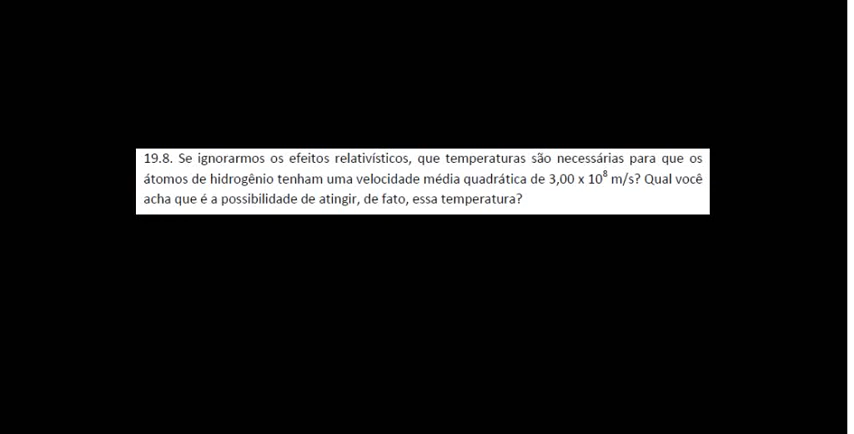 19.8. Se ignorarmos os efeitos relativísticos, que temperaturas são necessárias para que os
átomos de hidrogênio tenham uma velocidade média quadrática de 3,00 x 10⁸ m/s? Qual você
acha que é a possibilidade de atingir, de fato, essa temperatura?